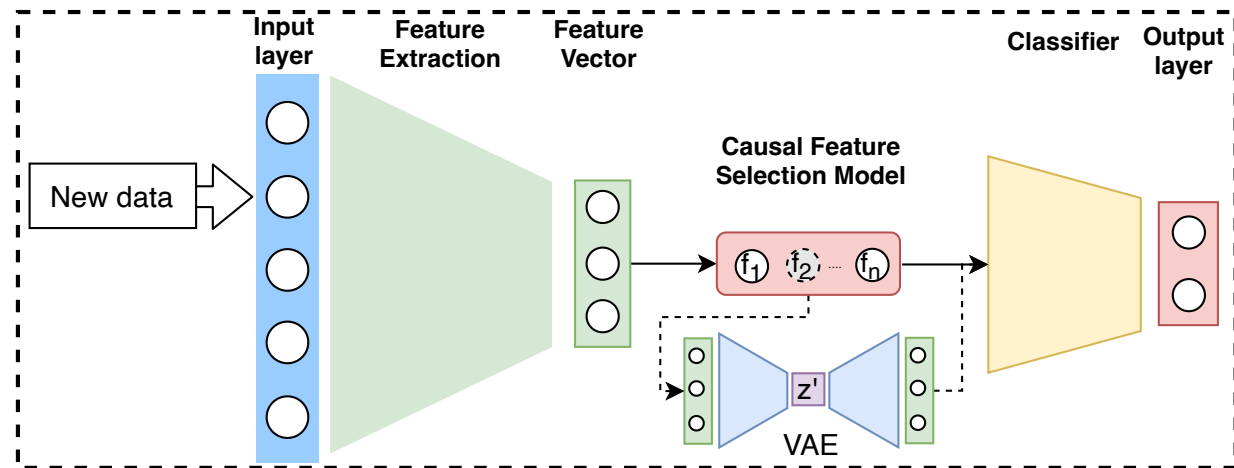 Input
layer
Feature
Extraction
Feature
Vector
Classifier
Output
layer
New data
Causal Feature
Selection Model
f1 f2 .... fn
z'
VAE